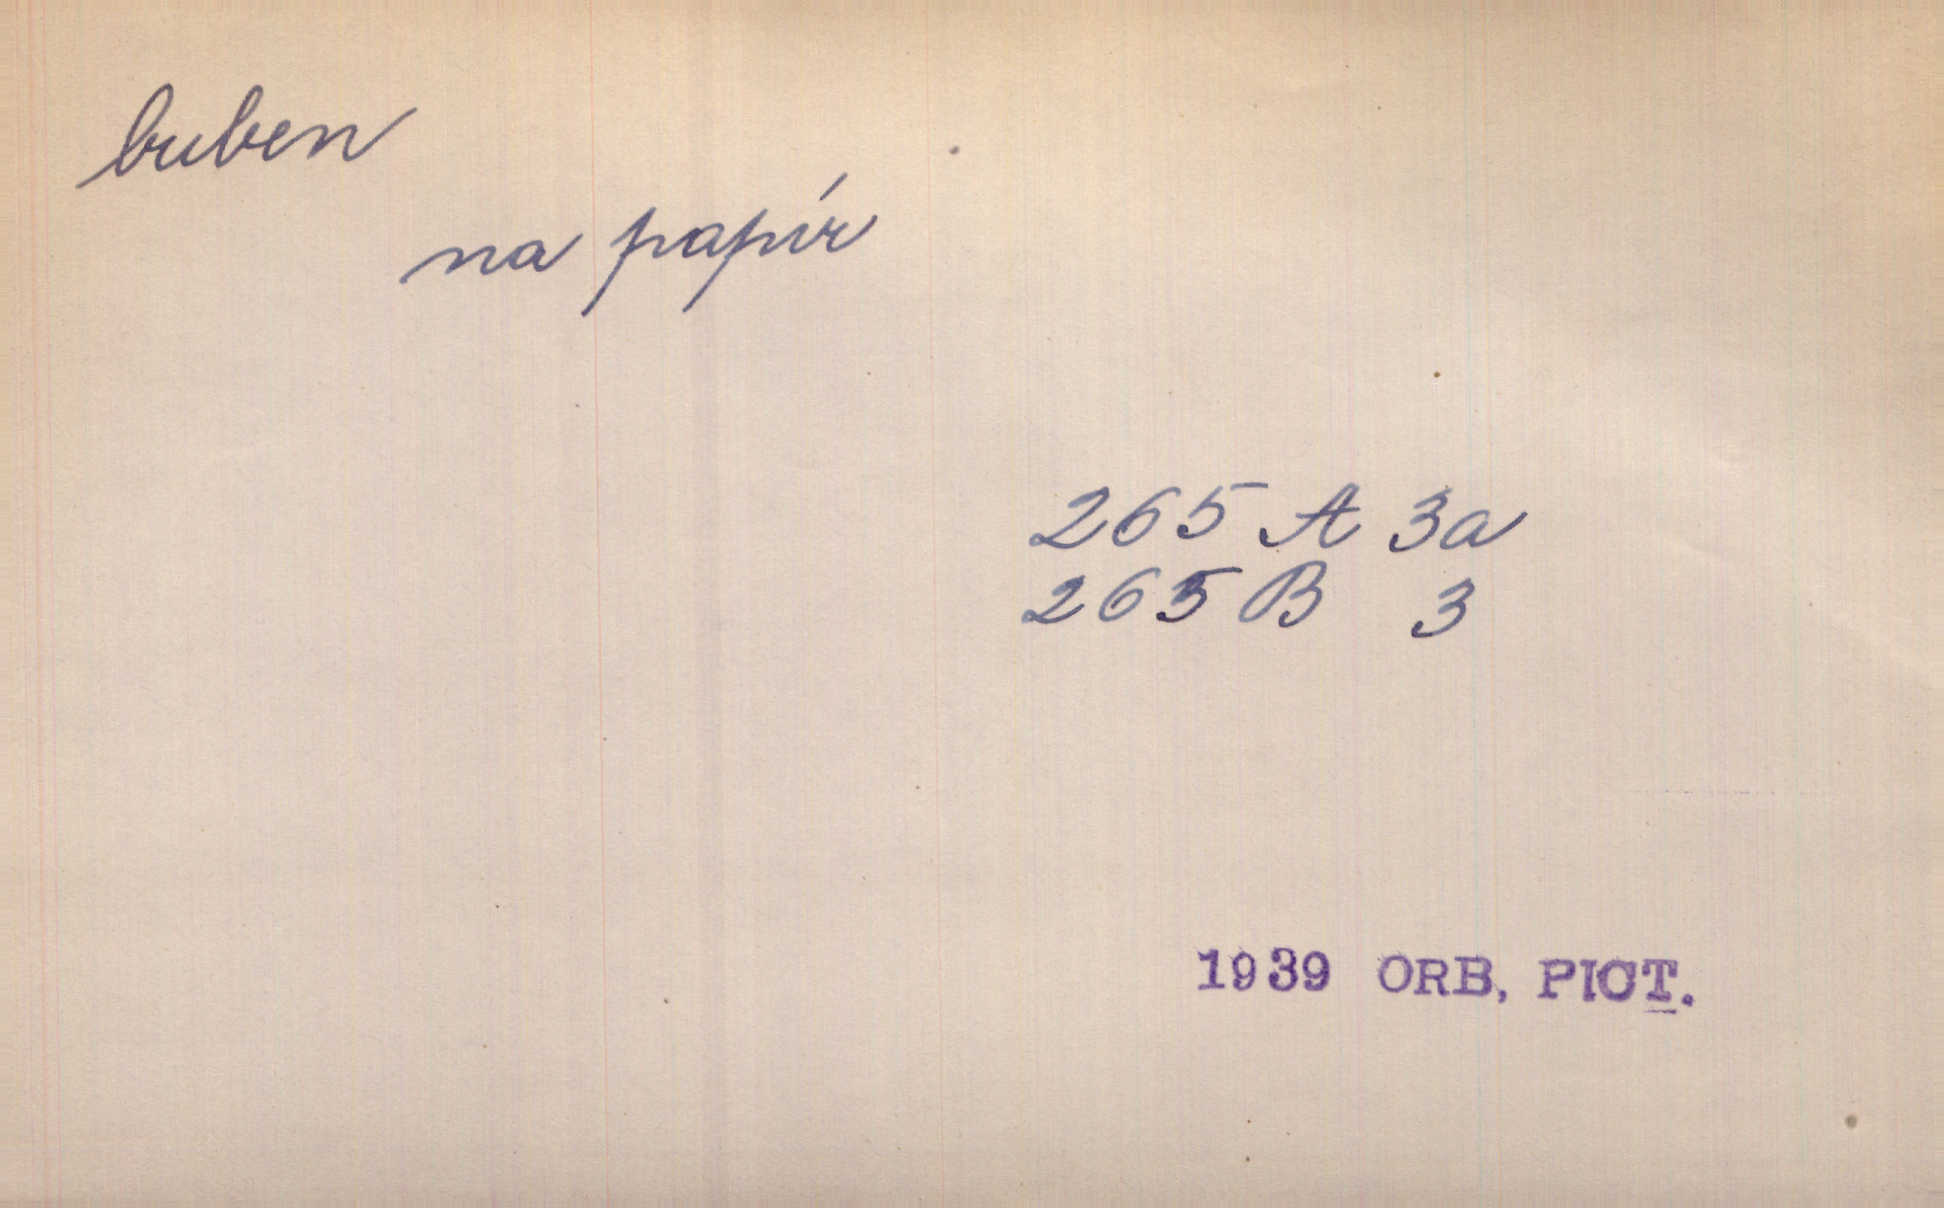 buben
na papír
265 A 3a
265 B 3
1939 ORB, PICT.